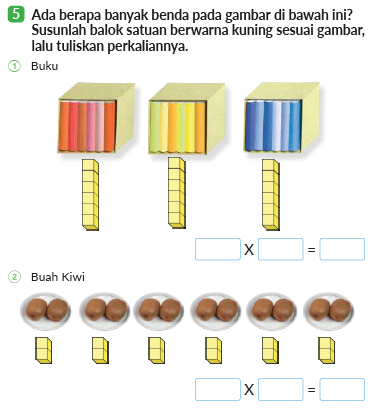 5 Ada berapa banyak benda pada gambar di bawah ini?
Susunlah balok satuan berwarna kuning sesuai gambar,
lalu tuliskan perkaliannya.
1 Buku
X =
2 Buah Kiwi
X =